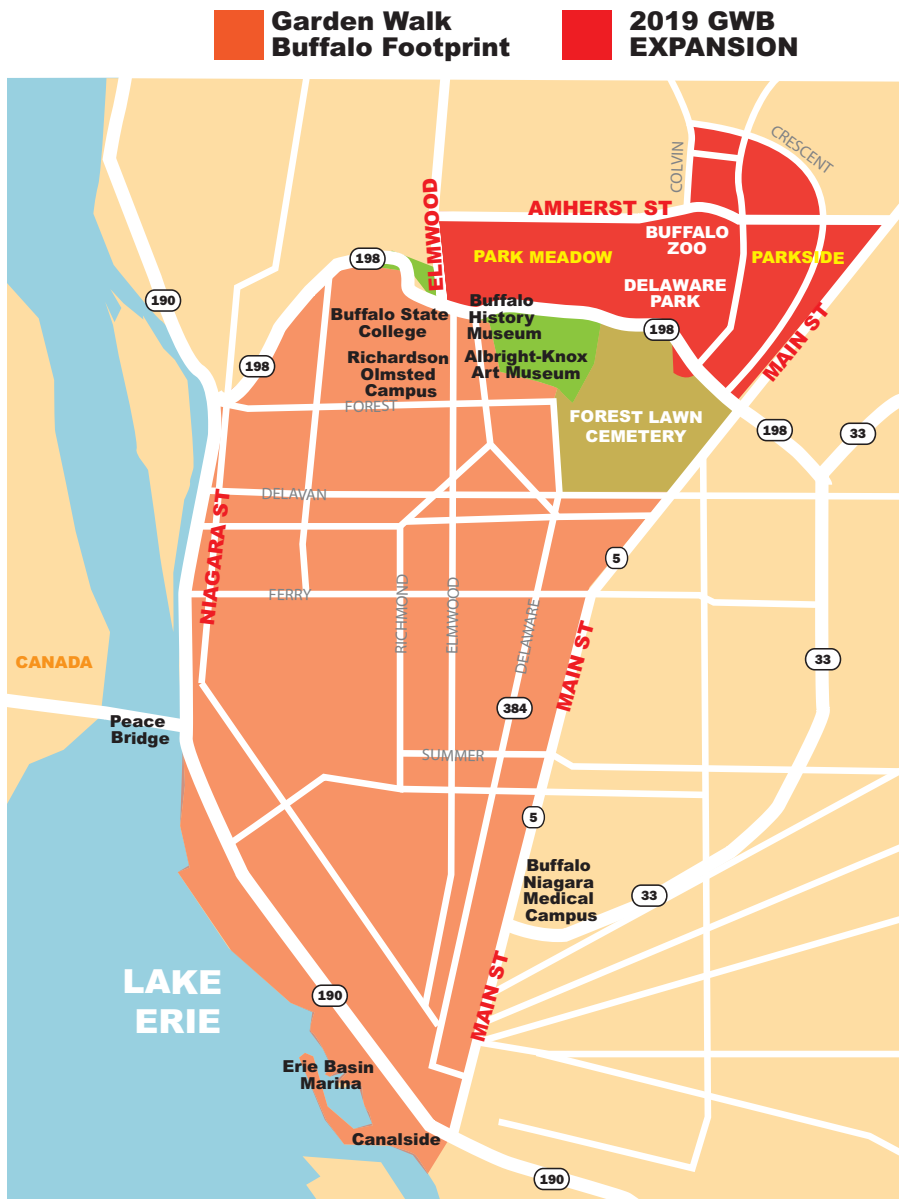 Garden Walk
Buffalo Footprint
2019 GWB
EXPANSION
CRESCENT
COLVIN
ELMWOOD
AMHERST ST
BUFFALO
ZOO
PARK MEADOW
PARKSIDE
198
DELAWARE
PARK
190
Buffalo State
College
Buffalo
History
Museum
198
MAIN ST
198
Richardson
Olmsted
Campus
Albright-Knox
Art Museum
FOREST
FOREST LAWN
CEMETERY
198
33
DELAVAN
NIAGARA ST
5
FERRY
RICHMOND
ELMWOOD
DELAWARE
MAIN ST
CANADA
33
384
Peace
Bridge
SUMMER
5
Buffalo
Niagara
Medical
Campus
33
LAKE
ERIE
190
MAIN ST
Erie Basin
Marina
Canalside
190